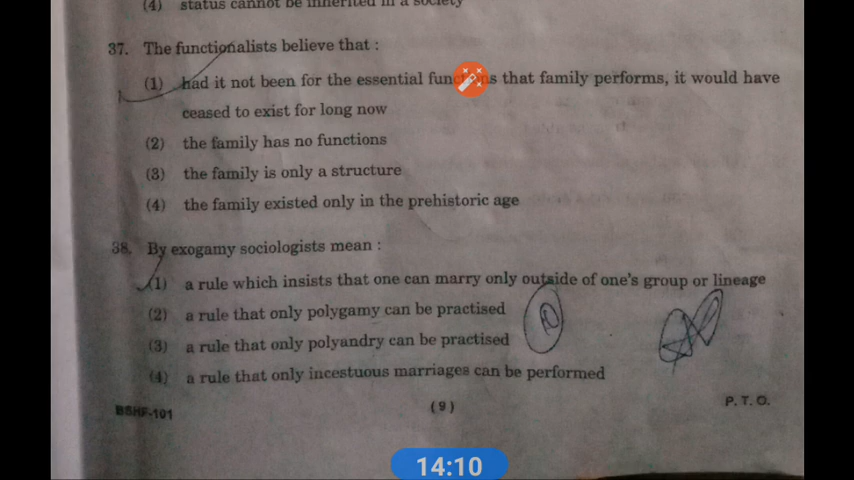 (4) status cannot be inherited in a society
37. The functionalists believe that :
(1) had it not been for the essential functions that family performs, it would have
ceased to exist for long now
(2) the family has no functions
(3) the family is only a structure
(4) the family existed only in the prehistoric age
38. By exogamy sociologists mean :
(1) a rule which insists that one can marry only outside of one's group or lineage
(2) a rule that only polygamy can be practised
(3) a rule that only polyandry can be practised
(4) a rule that only incestuous marriages can be performed
BSHF-101 (9) P. T. O.
14:10